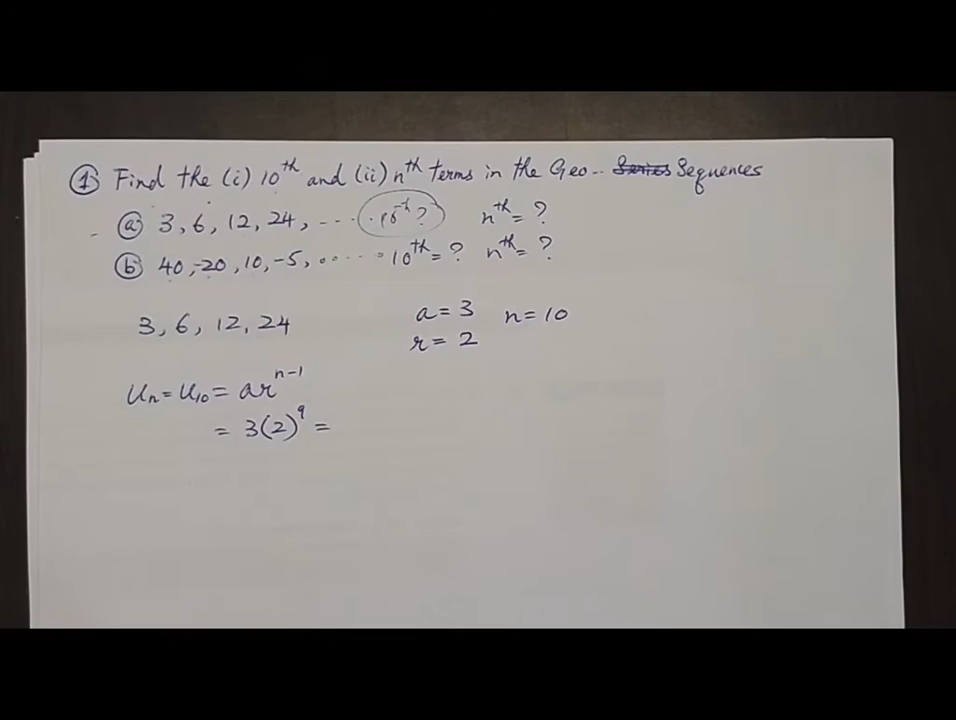 ① Find the (i) 10th and (ii) nth terms in the Geo.. Series Sequences
ⓐ 3, 6, 12, 24, ..... 10th? nth = ?
ⓑ 40, -20, 10, -5, ...... 10th = ? nth = ?
3, 6, 12, 24 a = 3 n = 10
r = 2
Un = U10 = ar^n-1
= 3(2)^9 =